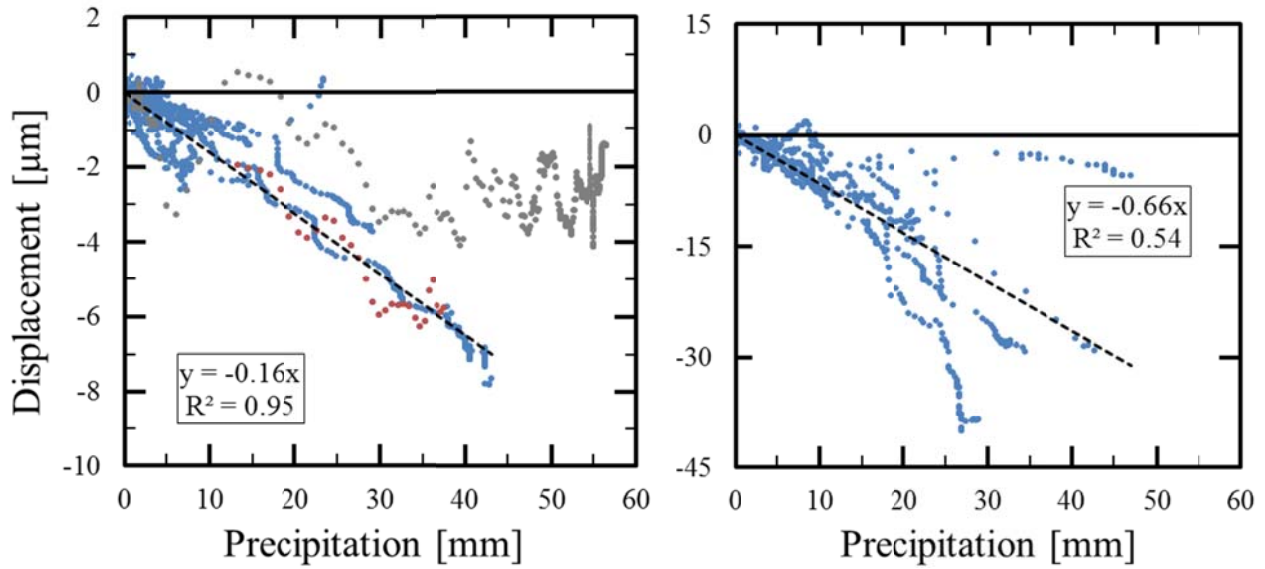 Displacement [µm]
2
0
-2
-4
-6
-8
-10
y = -0.16x
R² = 0.95
0 10 20 30 40 50 60
Precipitation [mm]
15
0
-15
-30
-45
y = -0.66x
R² = 0.54
0 10 20 30 40 50 60
Precipitation [mm]